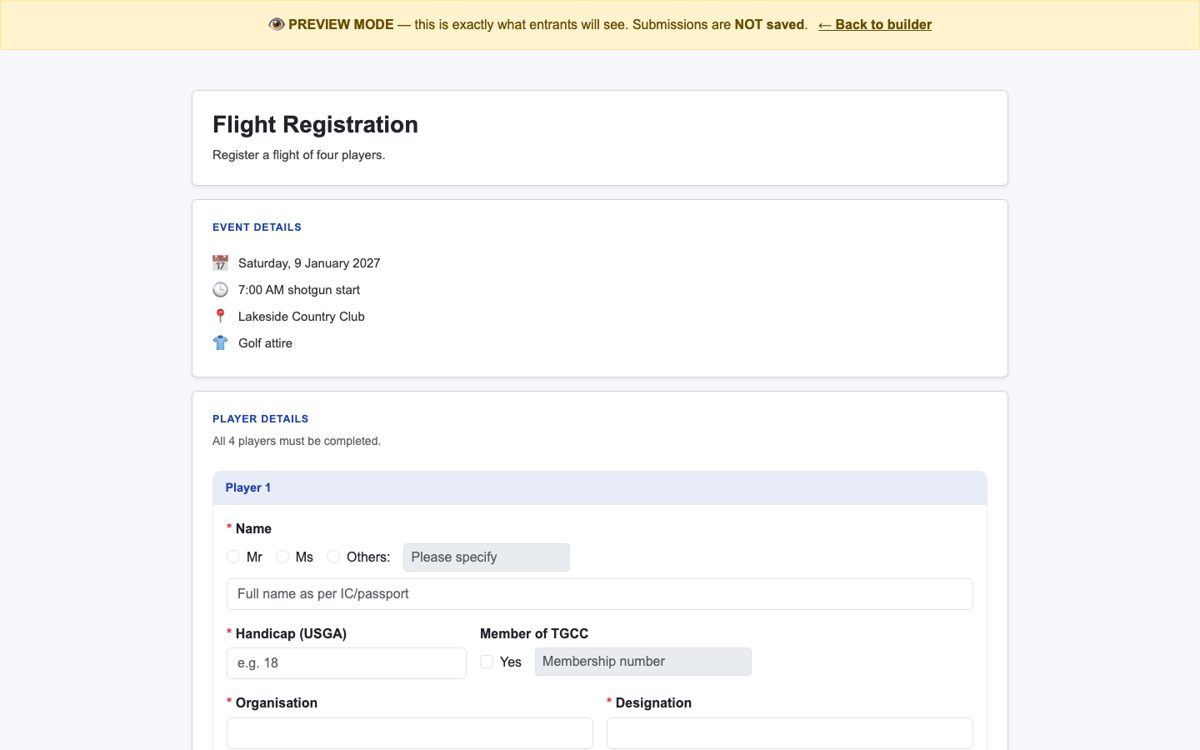 👁 PREVIEW MODE — this is exactly what entrants will see. Submissions are NOT saved. ← Back to builder
Flight Registration
Register a flight of four players.
EVENT DETAILS
📅 Saturday, 9 January 2027
🕒 7:00 AM shotgun start
📍 Lakeside Country Club
👕 Golf attire
PLAYER DETAILS
All 4 players must be completed.
Player 1
* Name
Mr Ms Others: Please specify
Full name as per IC/passport
* Handicap (USGA) Member of TGCC
e.g. 18 Yes Membership number
* Organisation * Designation